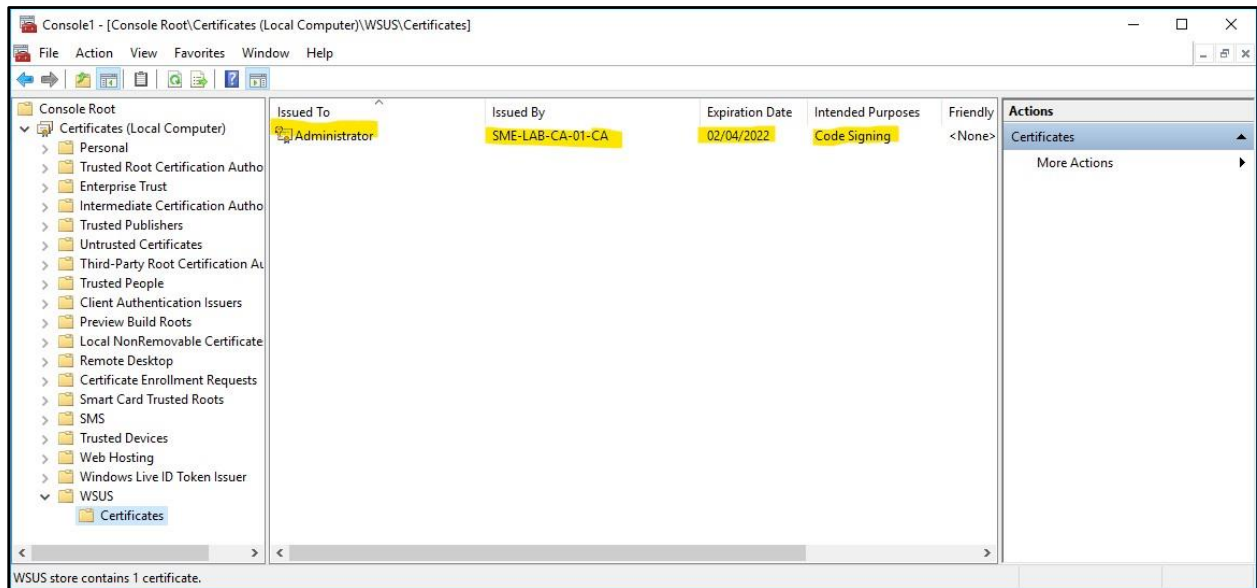 Console1 - [Console Root\Certificates (Local Computer)\WSUS\Certificates]
File Action View Favorites Window Help
Console Root
Certificates (Local Computer)
Personal
Trusted Root Certification Autho
Enterprise Trust
Intermediate Certification Autho
Trusted Publishers
Untrusted Certificates
Third-Party Root Certification Au
Trusted People
Client Authentication Issuers
Preview Build Roots
Local NonRemovable Certificate
Remote Desktop
Certificate Enrollment Requests
Smart Card Trusted Roots
SMS
Trusted Devices
Web Hosting
Windows Live ID Token Issuer
WSUS
Certificates
Issued To Issued By Expiration Date Intended Purposes Friendly
Administrator SME-LAB-CA-01-CA 02/04/2022 Code Signing <None>
Actions
Certificates
More Actions
WSUS store contains 1 certificate.